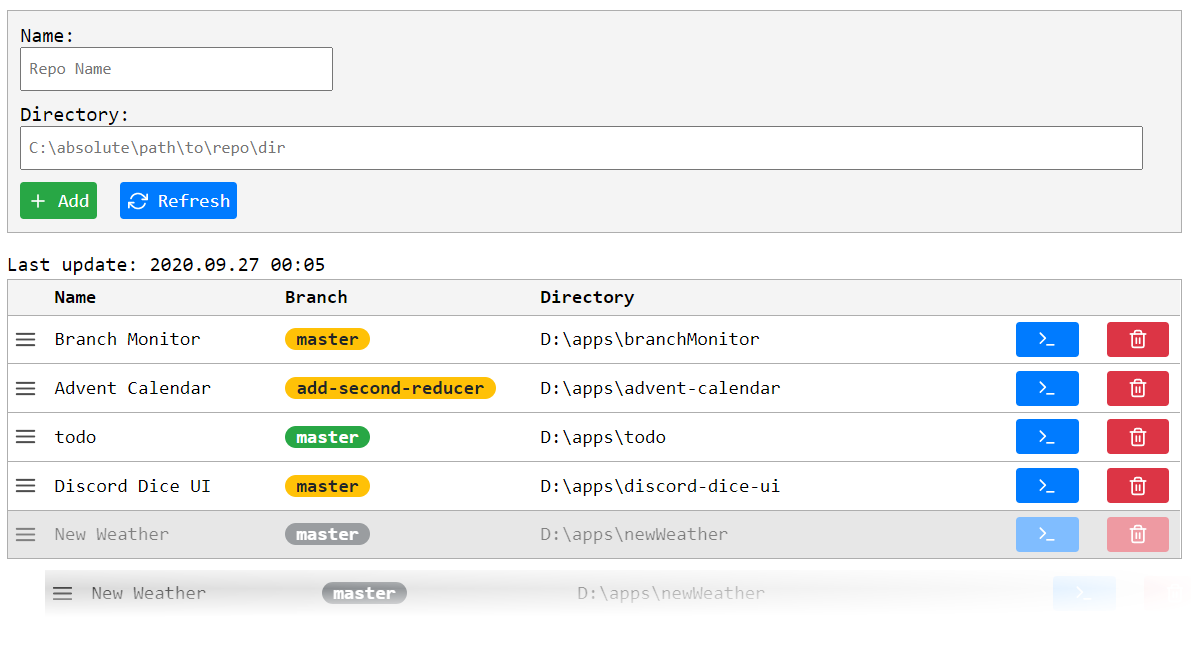 Name:
Repo Name
Directory:
C:\absolute\path\to\repo\dir
Add Refresh
Last update: 2020.09.27 00:05
Name Branch Directory
Branch Monitor master D:\apps\branchMonitor
Advent Calendar add-second-reducer D:\apps\advent-calendar
todo master D:\apps\todo
Discord Dice UI master D:\apps\discord-dice-ui
New Weather master D:\apps\newWeather
New Weather master D:\apps\newWeather